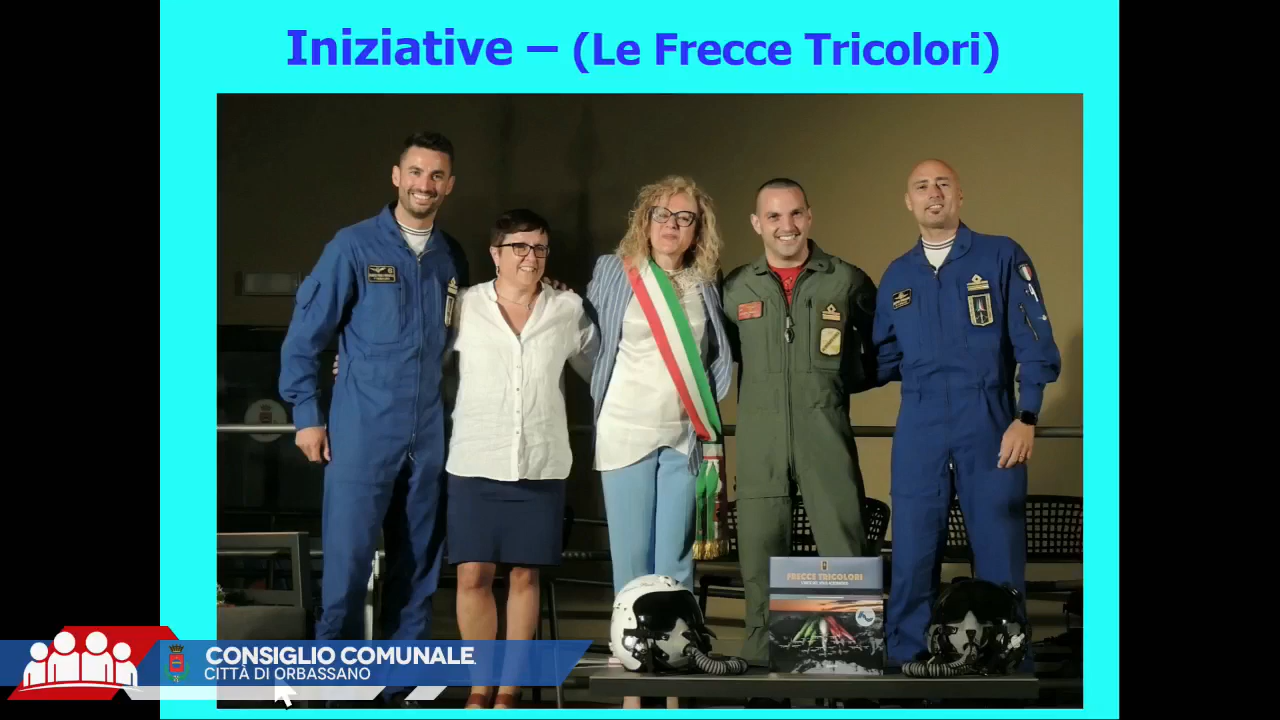 Iniziative – (Le Frecce Tricolori)
FRECCE TRICOLORI
CONSIGLIO COMUNALE
CITTÀ DI ORBASSANO